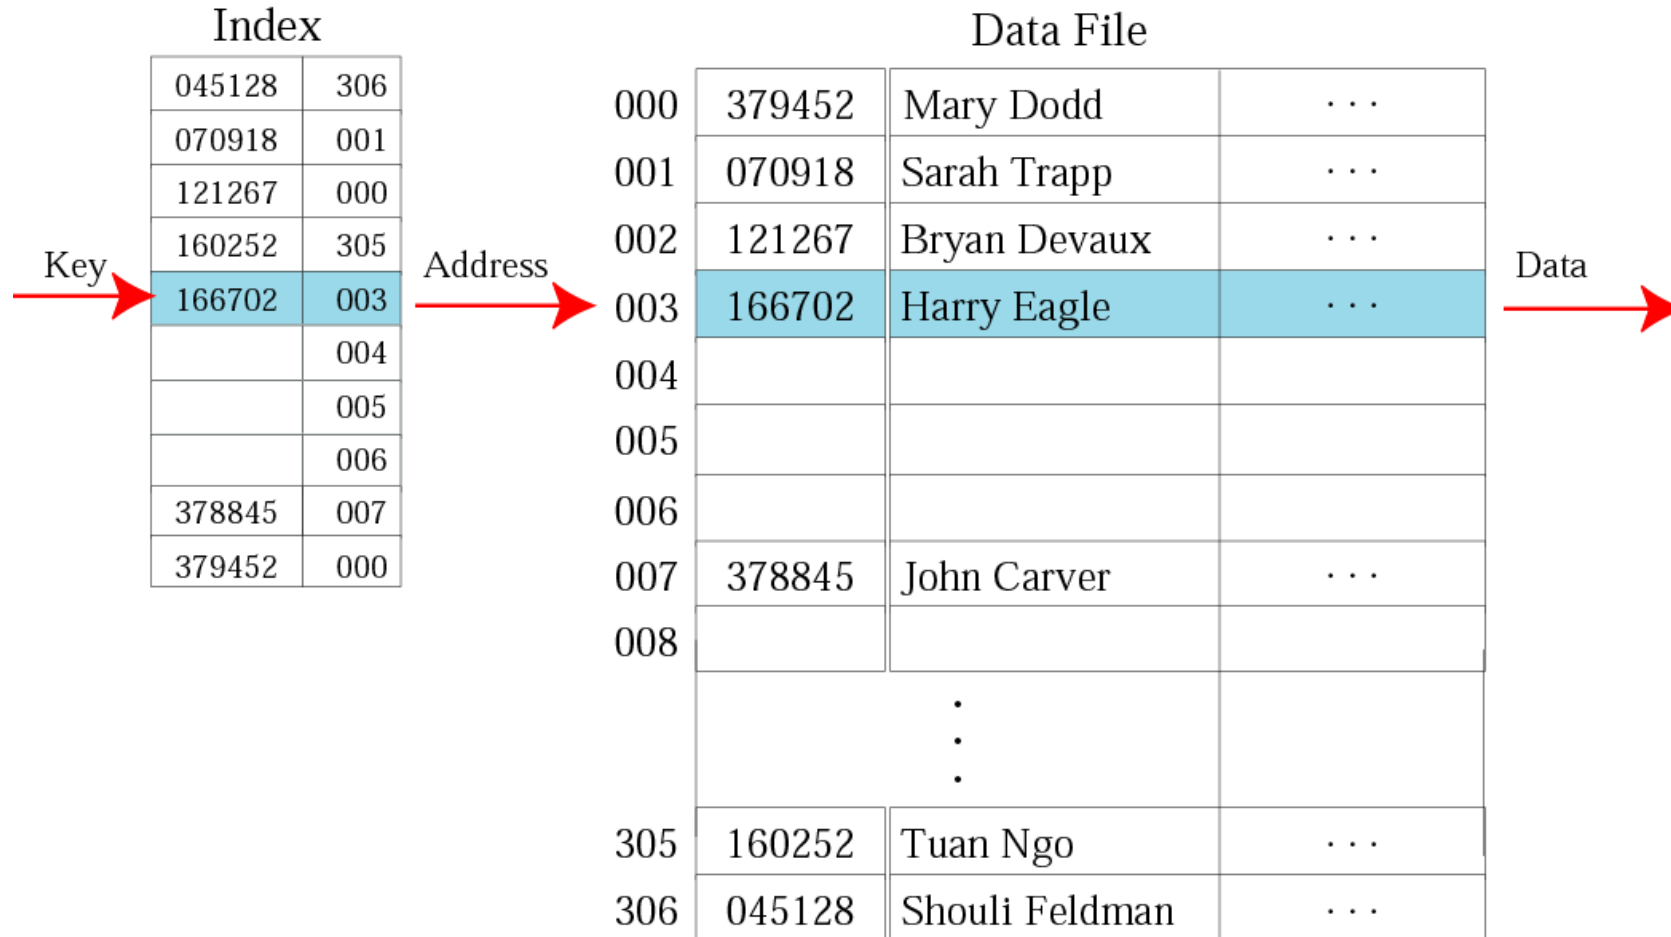 Index
045128 306
070918 001
121267 000
160252 305
166702 003
004
005
006
378845 007
379452 000
Key
Address
Data File
000 379452 Mary Dodd · · ·
001 070918 Sarah Trapp · · ·
002 121267 Bryan Devaux · · ·
003 166702 Harry Eagle · · ·
004
005
006
007 378845 John Carver · · ·
008
305 160252 Tuan Ngo · · ·
306 045128 Shouli Feldman · · ·
Data